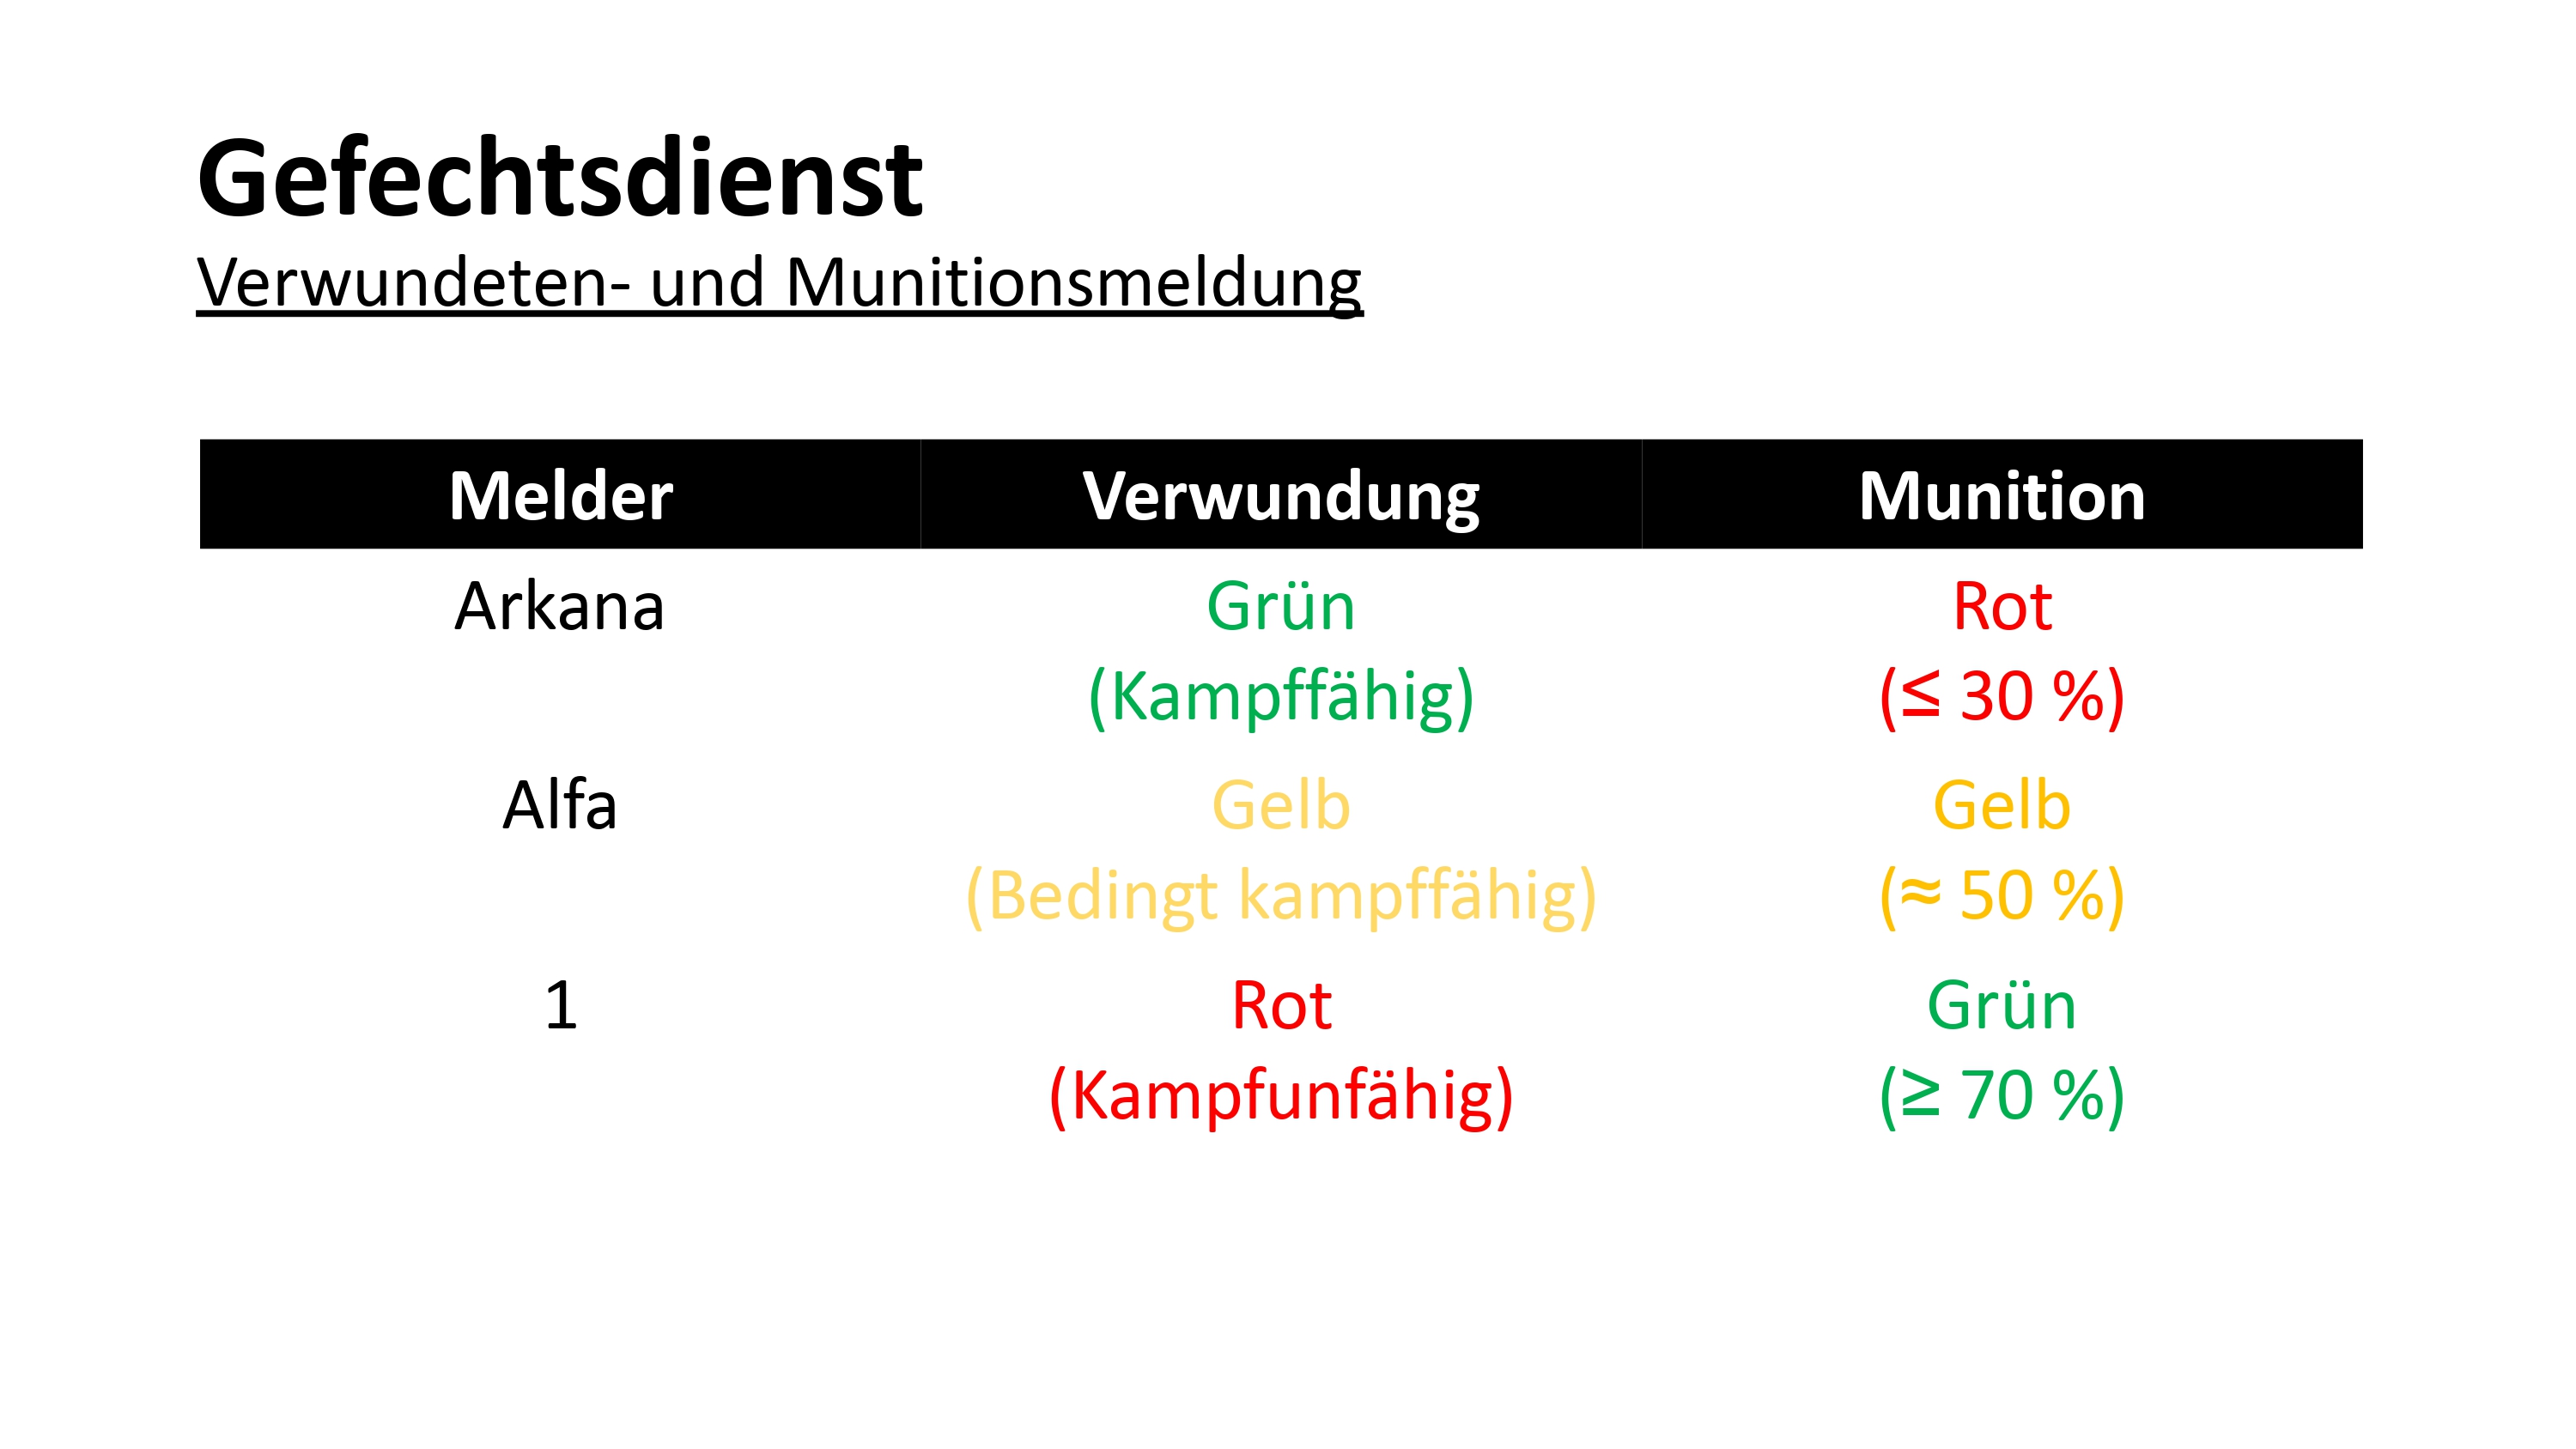 Gefechtsdienst
Verwundeten- und Munitionsmeldung
Melder Verwundung Munition
Arkana Grün Rot
(Kampffähig) (≤ 30 %)
Alfa Gelb Gelb
(Bedingt kampffähig) (≈ 50 %)
1 Rot Grün
(Kampfunfähig) (≥ 70 %)